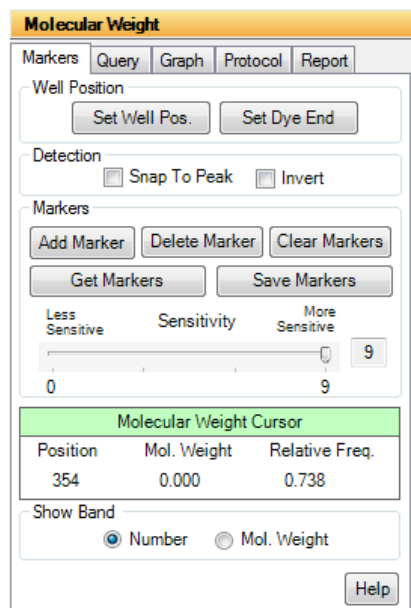 Molecular Weight
Markers Query Graph Protocol Report
Well Position
Set Well Pos. Set Dye End
Detection
Snap To Peak Invert
Markers
Add Marker Delete Marker Clear Markers
Get Markers Save Markers
Less Sensitive Sensitivity More Sensitive
9
0 9
Molecular Weight Cursor
Position Mol. Weight Relative Freq.
354 0.000 0.738
Show Band
Number Mol. Weight
Help